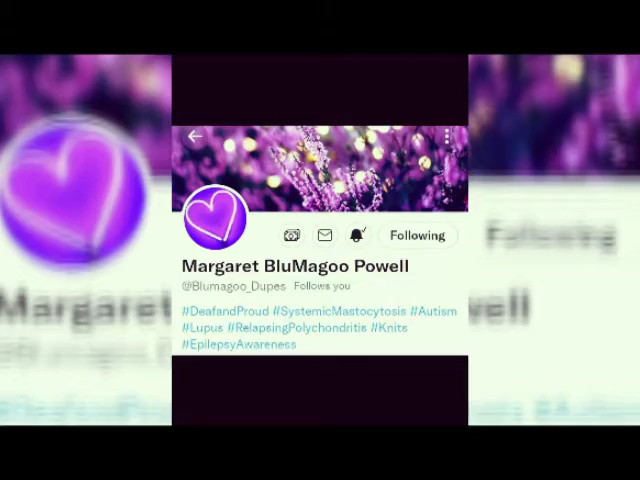 Following
Margaret BluMagoo Powell
@Blumagoo_Dupes Follows you
#DeafandProud #SystemicMastocytosis #Autism
#Lupus #RelapsingPolychondritis #Knits
#EpilepsyAwareness